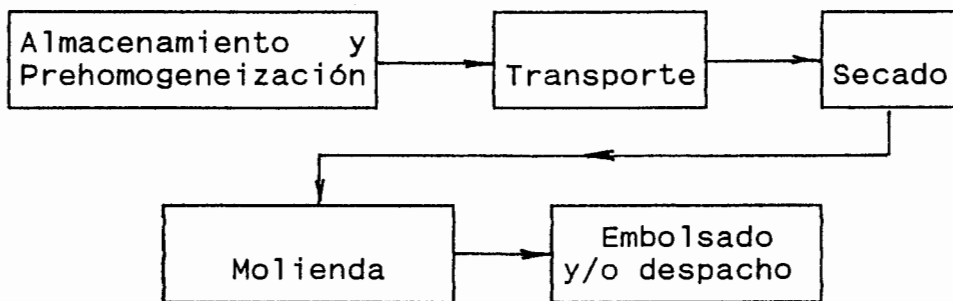 Almacenamiento y
Prehomogeneización
Transporte
Secado
Molienda
Embolsado
y/o despacho